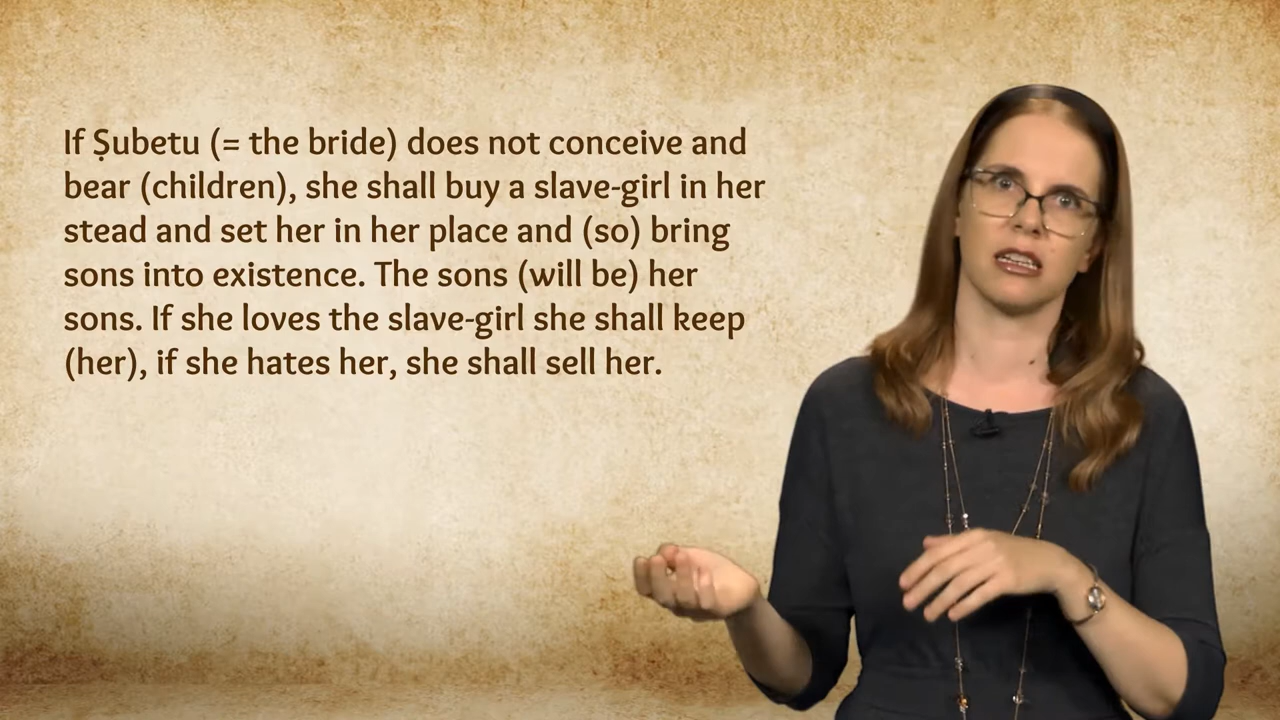 If Ṣubetu (= the bride) does not conceive and
bear (children), she shall buy a slave-girl in her
stead and set her in her place and (so) bring
sons into existence. The sons (will be) her
sons. If she loves the slave-girl she shall keep
(her), if she hates her, she shall sell her.